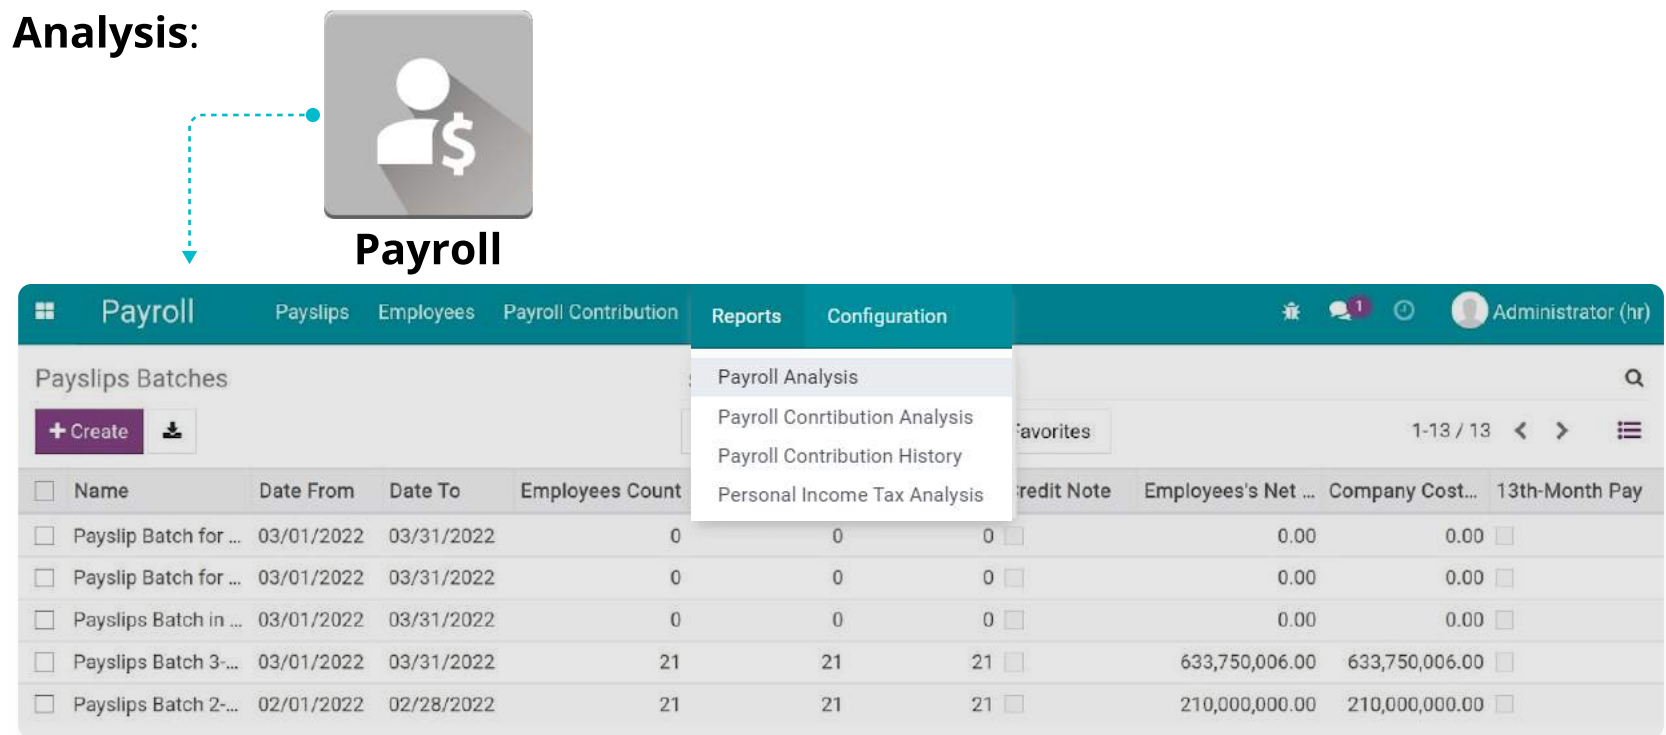 Analysis:
Payroll
Payroll Payslips Employees Payroll Contribution Reports Configuration 1 Administrator (hr)
Payslips Batches Payroll Analysis
Create Payroll Conrtibution Analysis Favorites 1-13 / 13
Payroll Contribution History
Personal Income Tax Analysis
Name Date From Date To Employees Count redit Note Employees's Net ... Company Cost... 13th-Month Pay
Payslip Batch for ... 03/01/2022 03/31/2022 0 0 0 0.00 0.00
Payslip Batch for ... 03/01/2022 03/31/2022 0 0 0 0.00 0.00
Payslips Batch in ... 03/01/2022 03/31/2022 0 0 0 0.00 0.00
Payslips Batch 3-... 03/01/2022 03/31/2022 21 21 21 633,750,006.00 633,750,006.00
Payslips Batch 2-... 02/01/2022 02/28/2022 21 21 21 210,000,000.00 210,000,000.00